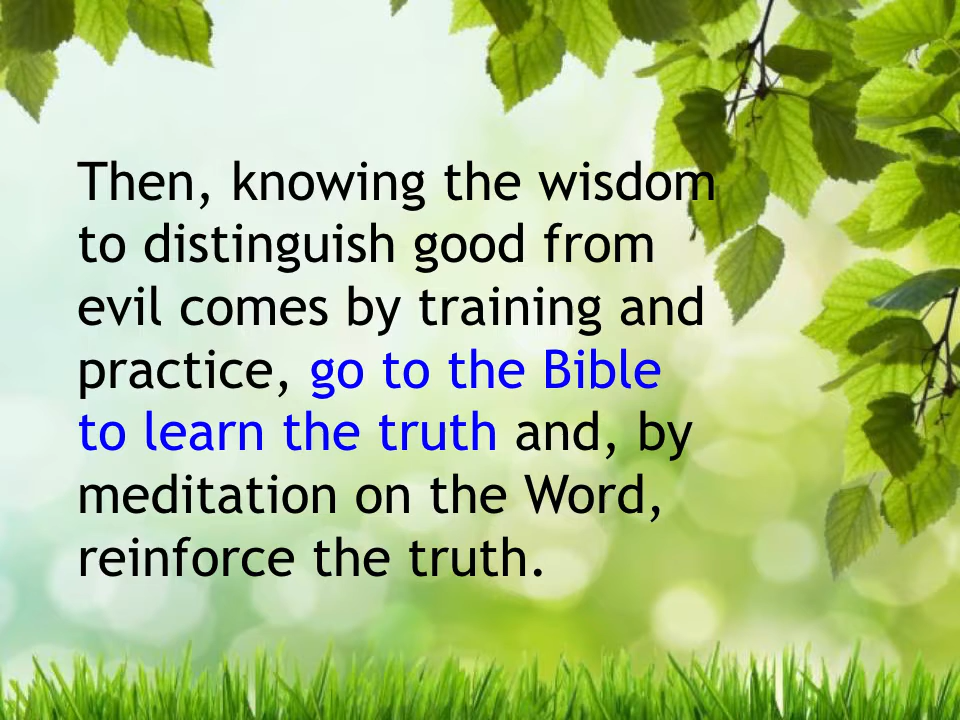 Then, knowing the wisdom
to distinguish good from
evil comes by training and
practice, go to the Bible
to learn the truth and, by
meditation on the Word,
reinforce the truth.